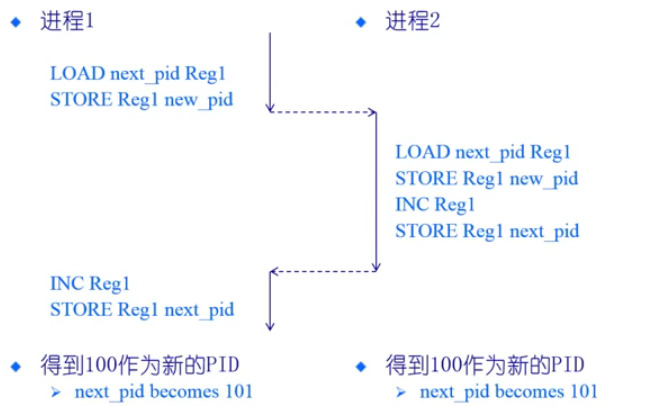 进程1
LOAD next_pid Reg1
STORE Reg1 new_pid
INC Reg1
STORE Reg1 next_pid
得到100作为新的PID
next_pid becomes 101
进程2
LOAD next_pid Reg1
STORE Reg1 new_pid
INC Reg1
STORE Reg1 next_pid
得到100作为新的PID
next_pid becomes 101